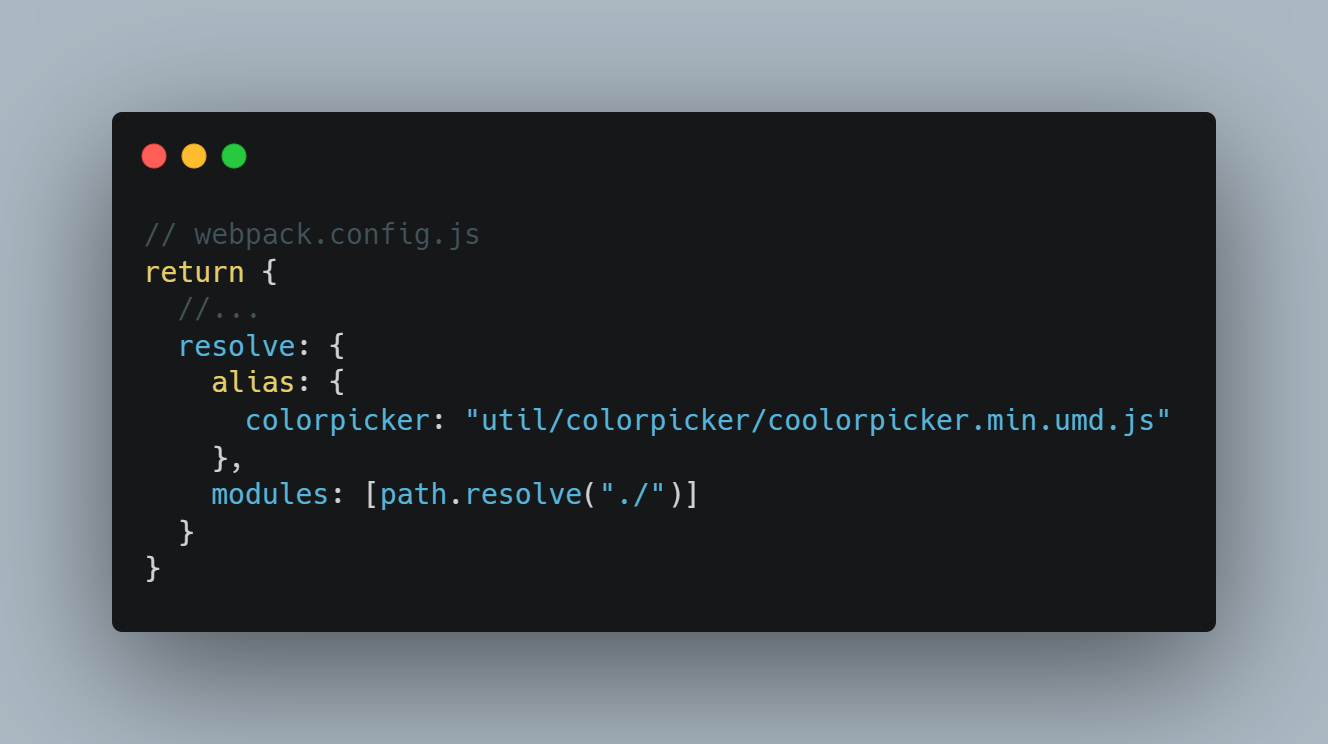 // webpack.config.js
return {
  //...
  resolve: {
    alias: {
      colorpicker: "util/colorpicker/coolorpicker.min.umd.js"
    },
    modules: [path.resolve("./")]
  }
}